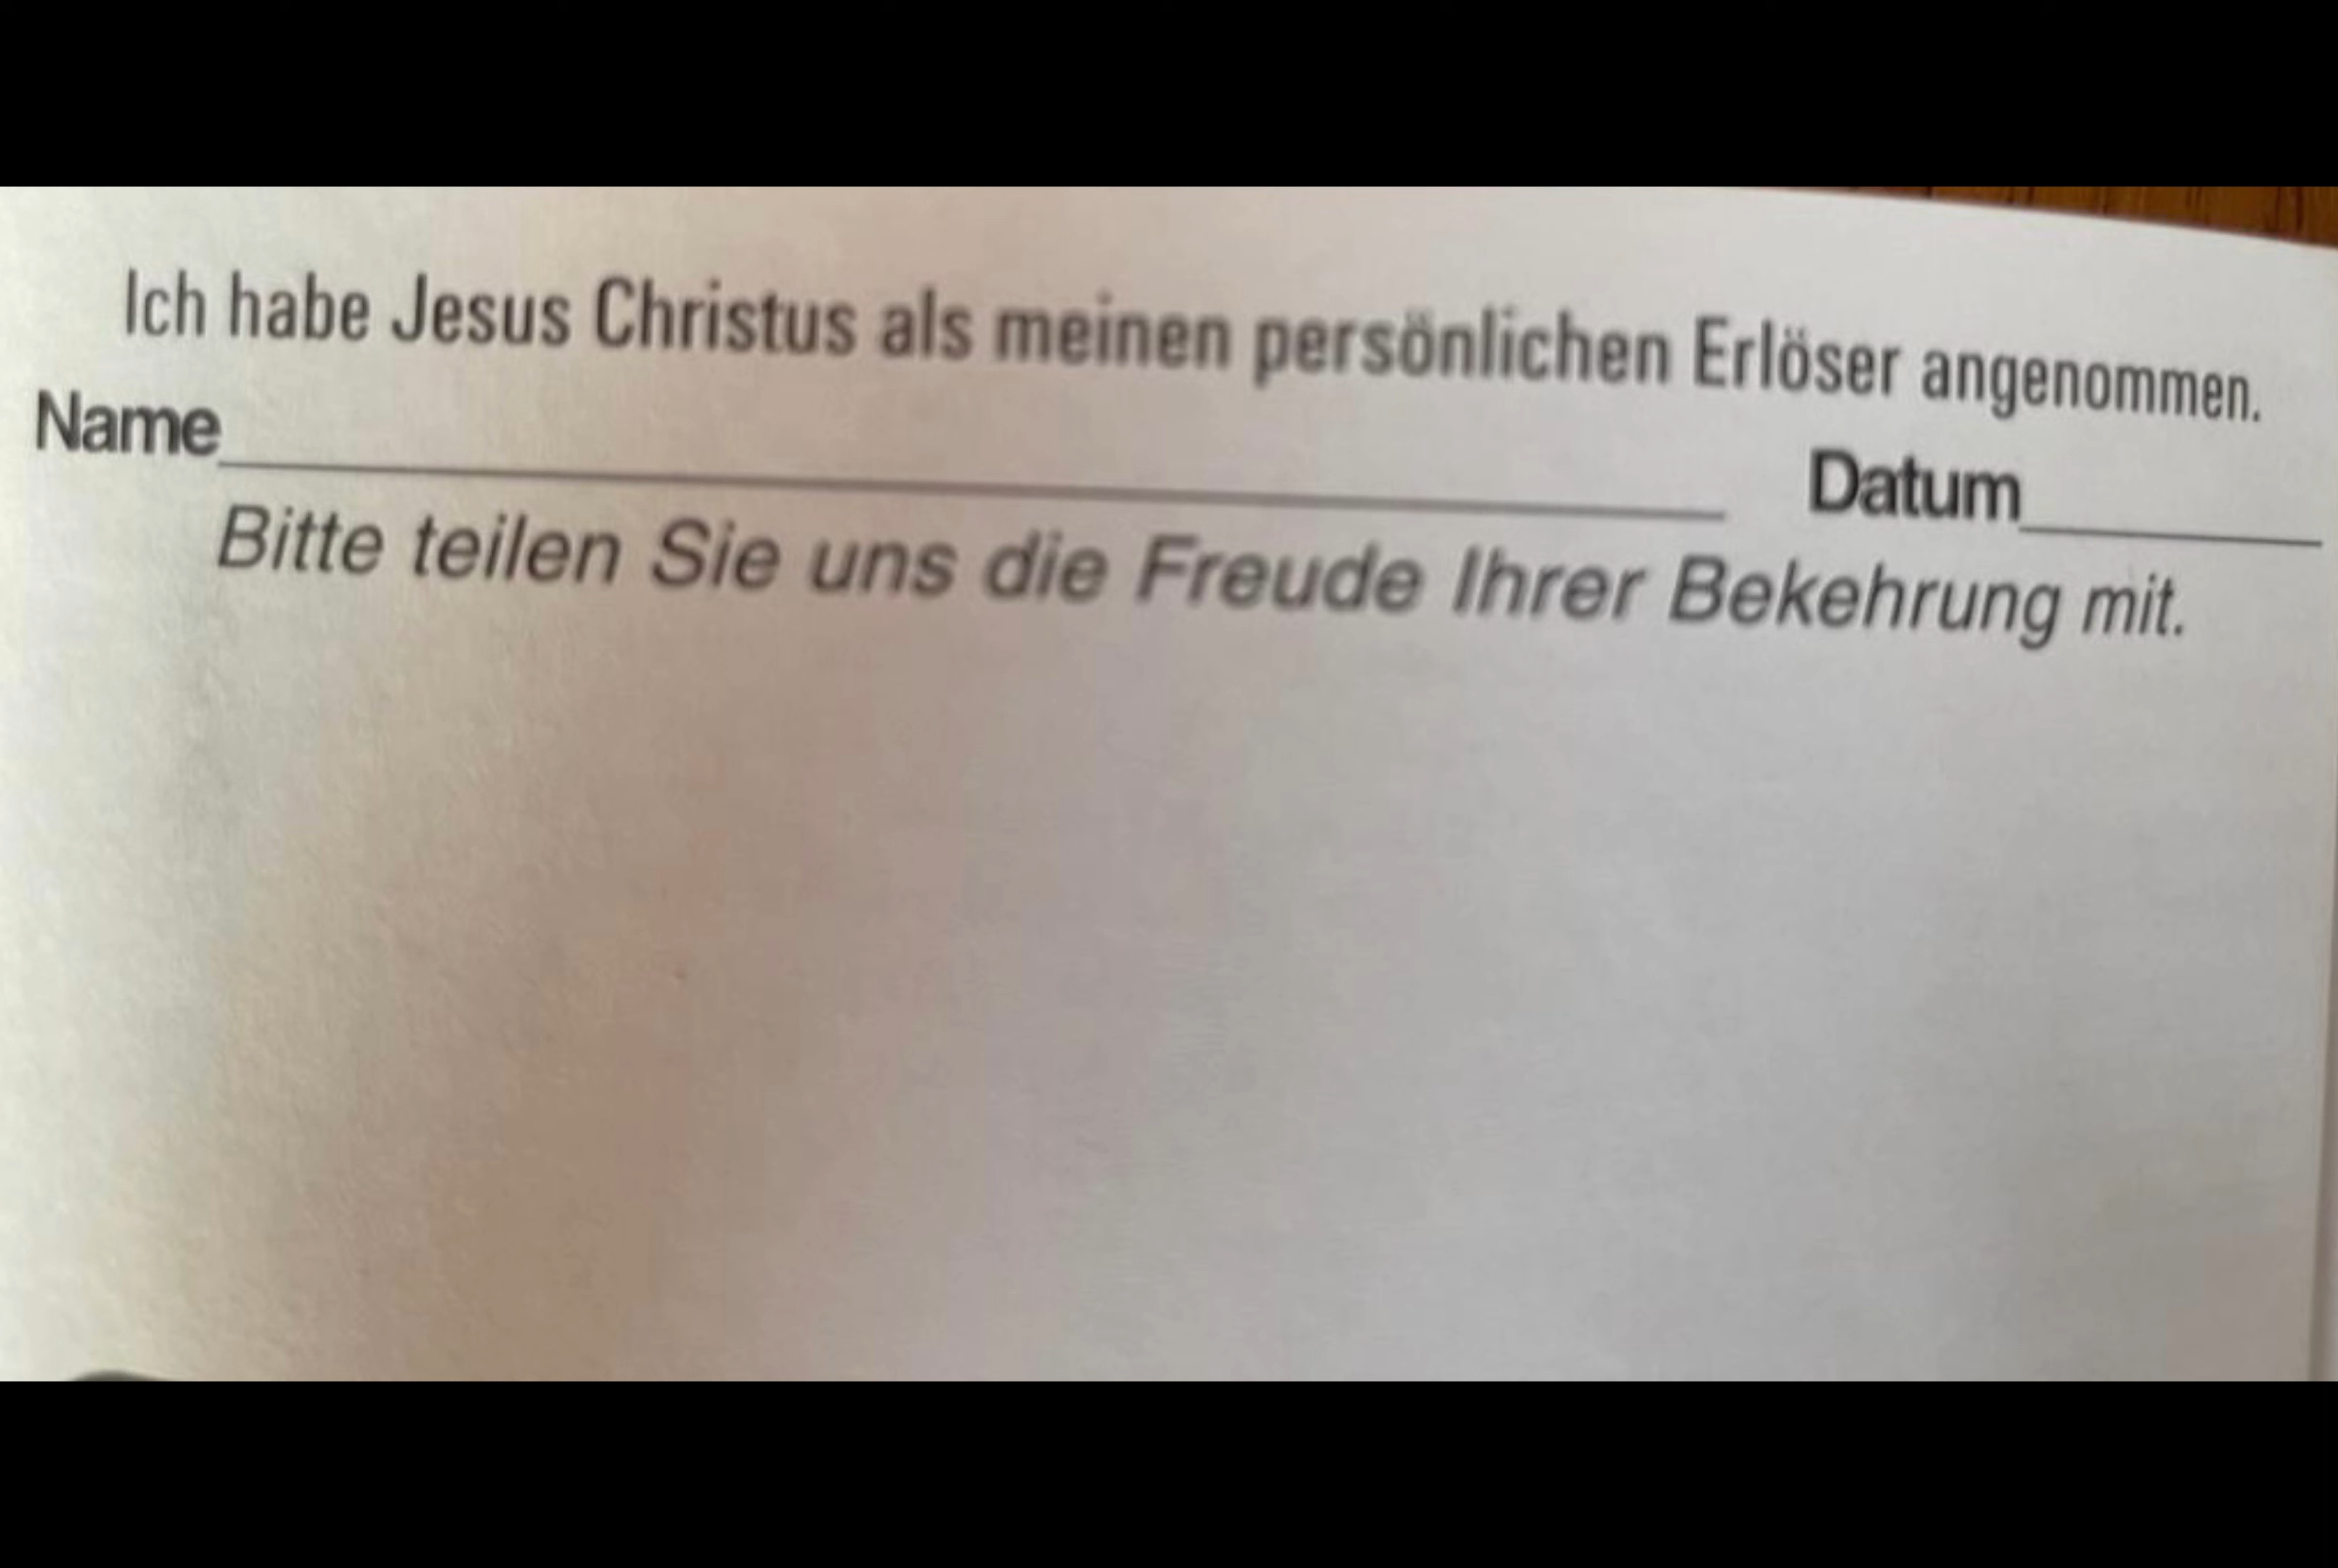 Ich habe Jesus Christus als meinen persönlichen Erlöser angenommen.
Name Datum
Bitte teilen Sie uns die Freude Ihrer Bekehrung mit.